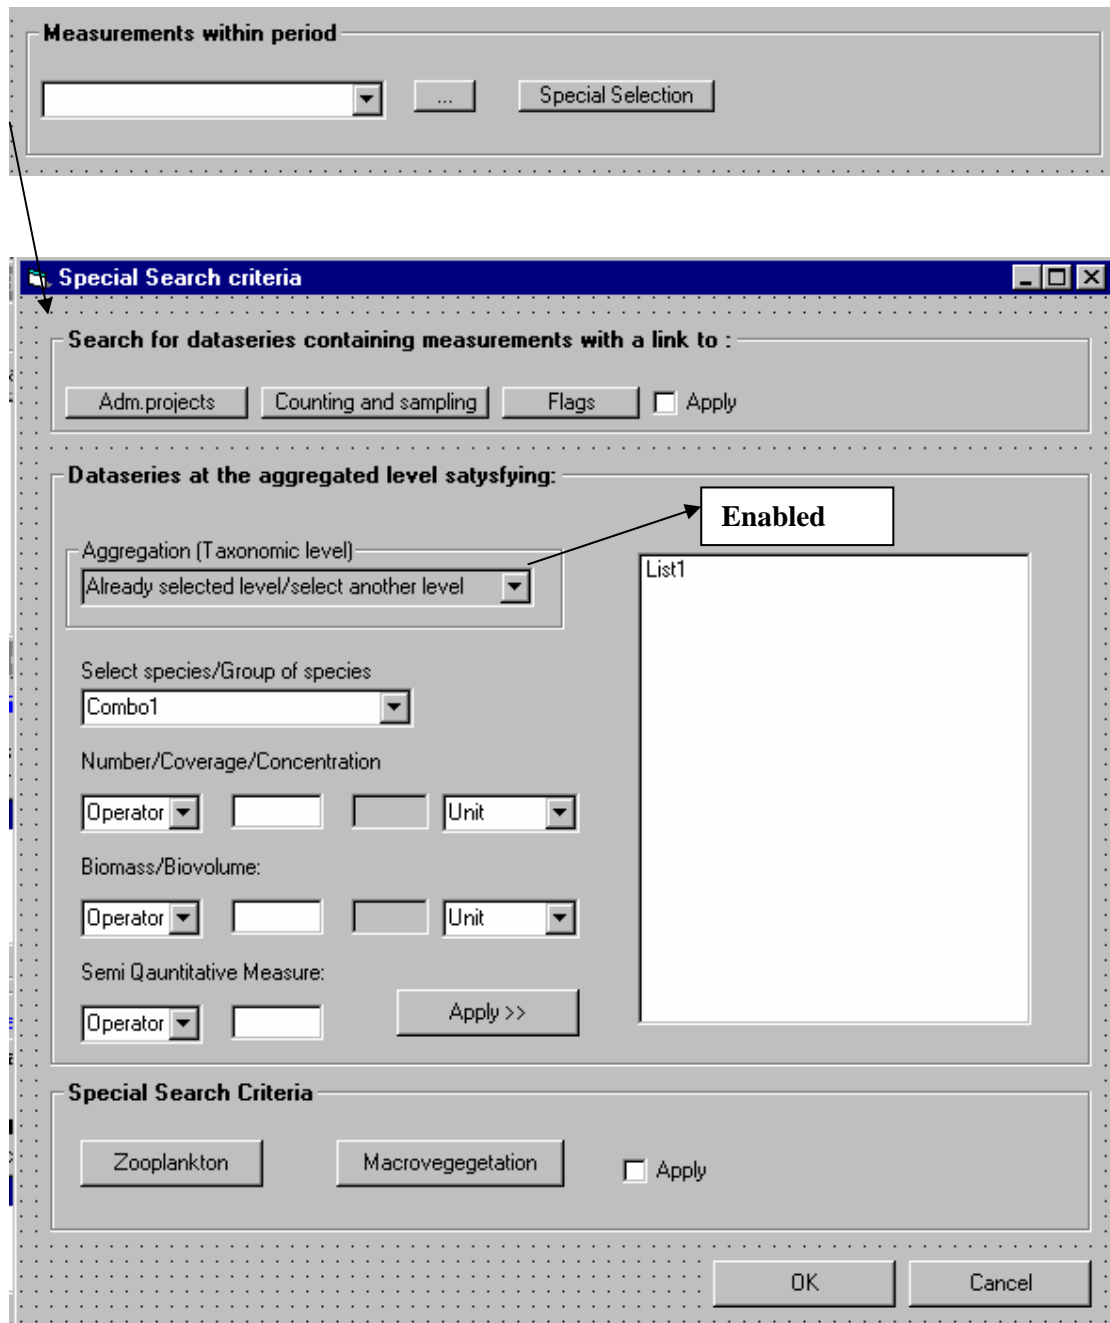 Measurements within period
... Special Selection
Special Search criteria
Search for dataseries containing measurements with a link to :
Adm.projects Counting and sampling Flags Apply
Dataseries at the aggregated level satysfying:
Enabled
Aggregation (Taxonomic level)
Already selected level/select another level
List1
Select species/Group of species
Combo1
Number/Coverage/Concentration
Operator Unit
Biomass/Biovolume:
Operator Unit
Semi Qauntitative Measure:
Operator Apply >>
Special Search Criteria
Zooplankton Macrovegegetation Apply
OK Cancel